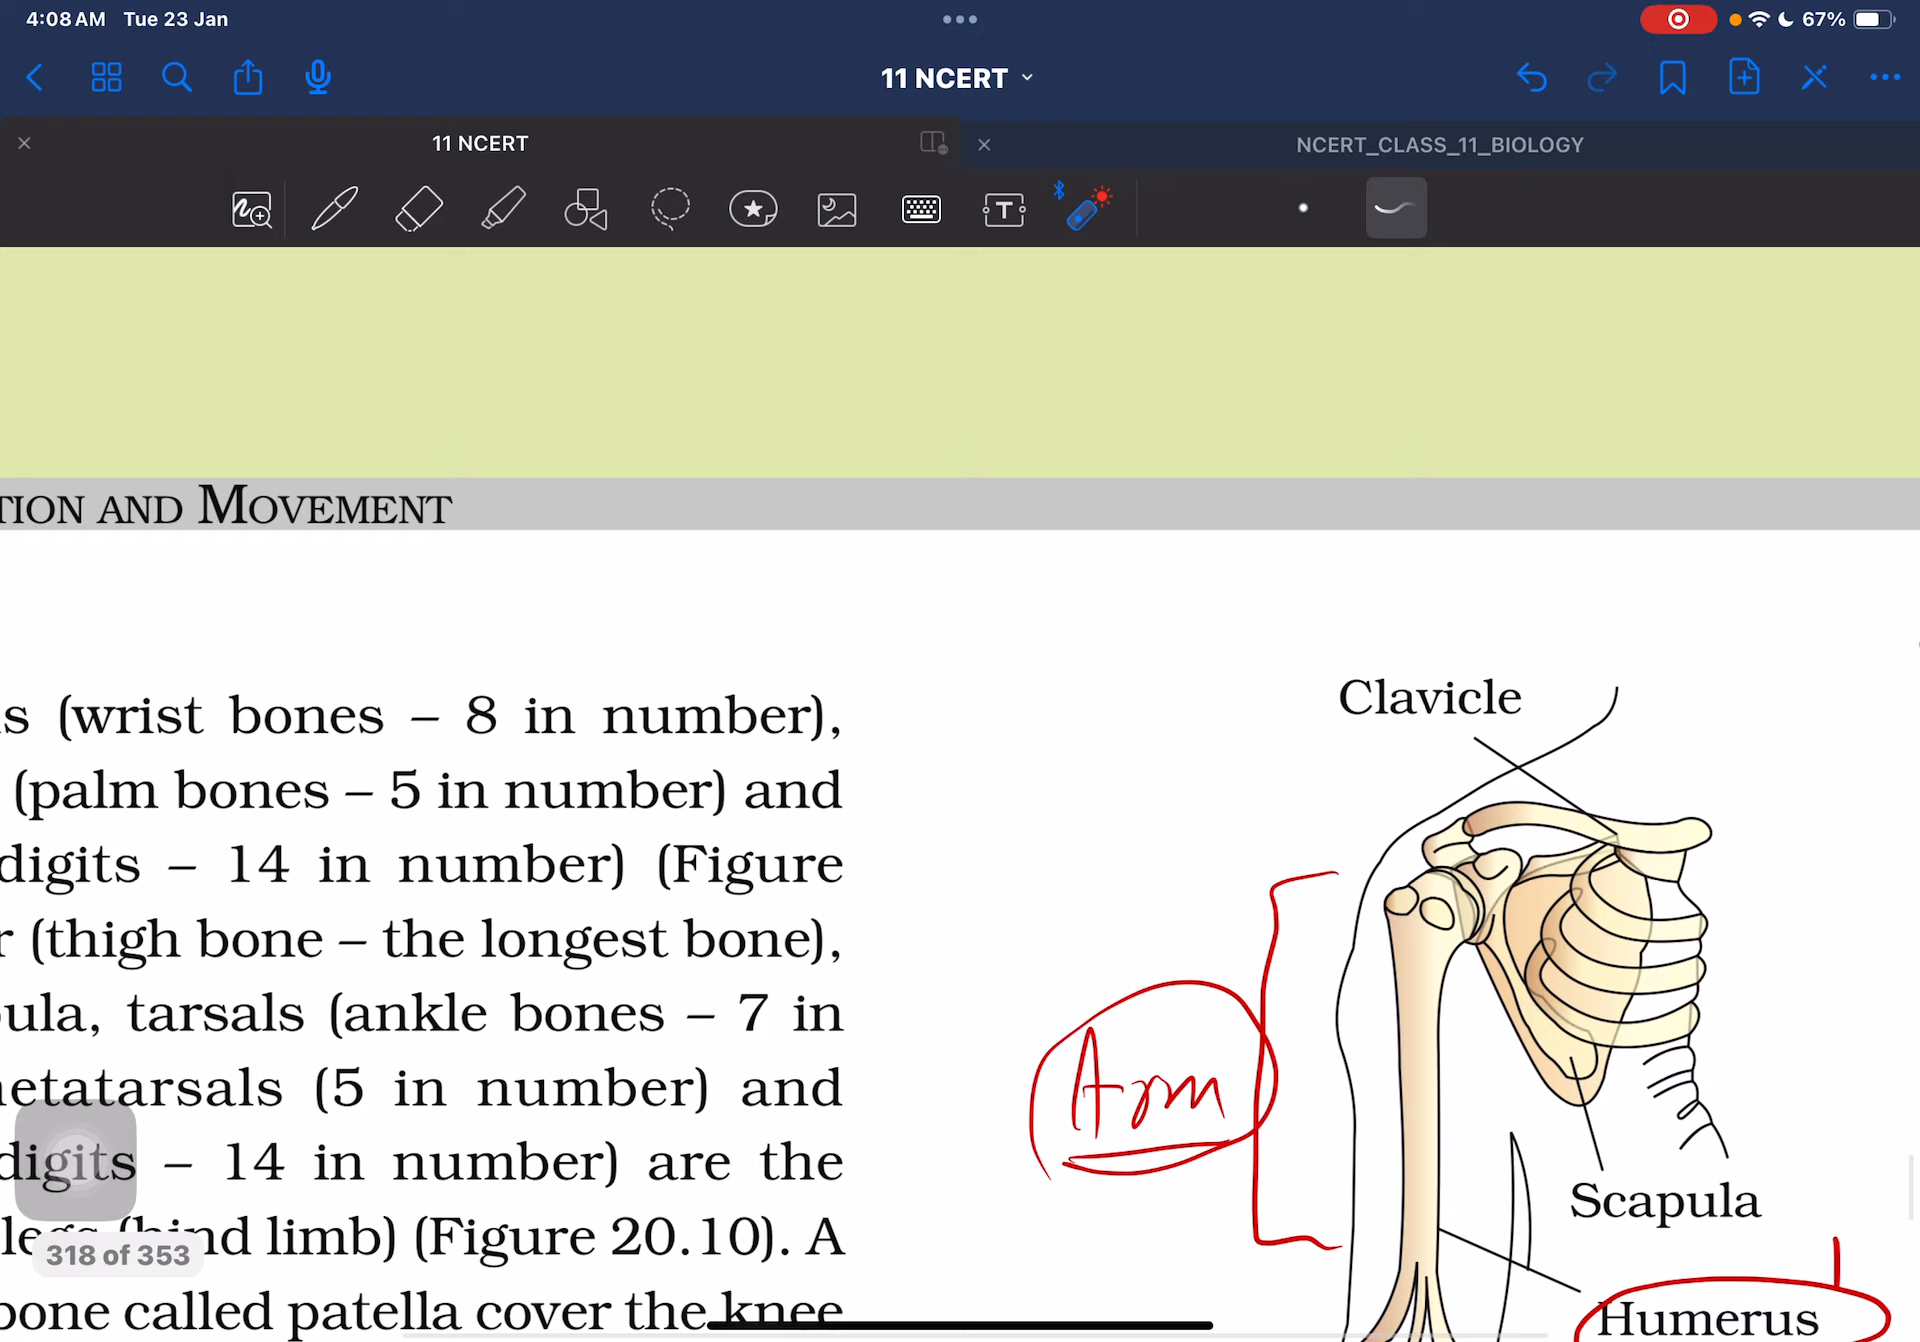 4:08 AM Tue 23 Jan
67%
11 NCERT
11 NCERT
NCERT_CLASS_11_BIOLOGY
T
TION AND MOVEMENT
s (wrist bones – 8 in number),
(palm bones – 5 in number) and
digits – 14 in number) (Figure
r (thigh bone – the longest bone),
ula, tarsals (ankle bones – 7 in
etatarsals (5 in number) and
digits – 14 in number) are the
legs (hind limb) (Figure 20.10). A
318 of 353
bone called patella cover the knee
Clavicle
Arm
Scapula
Humerus